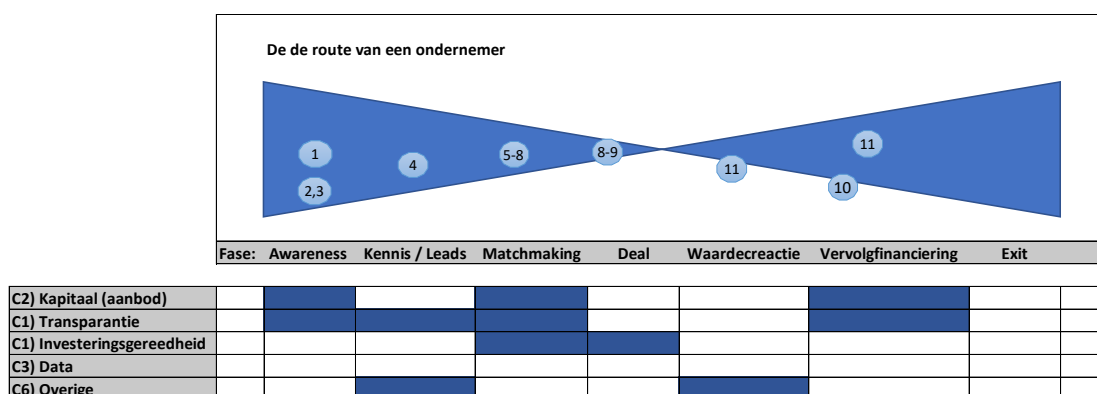 De de route van een ondernemer
1
2,3
4
5-8
8-9
11
11
10
Fase: Awareness Kennis / Leads Matchmaking Deal Waardecreactie Vervolgfinanciering Exit
C2) Kapitaal (aanbod)
C1) Transparantie
C1) Investeringsgereedheid
C3) Data
C6) Overige